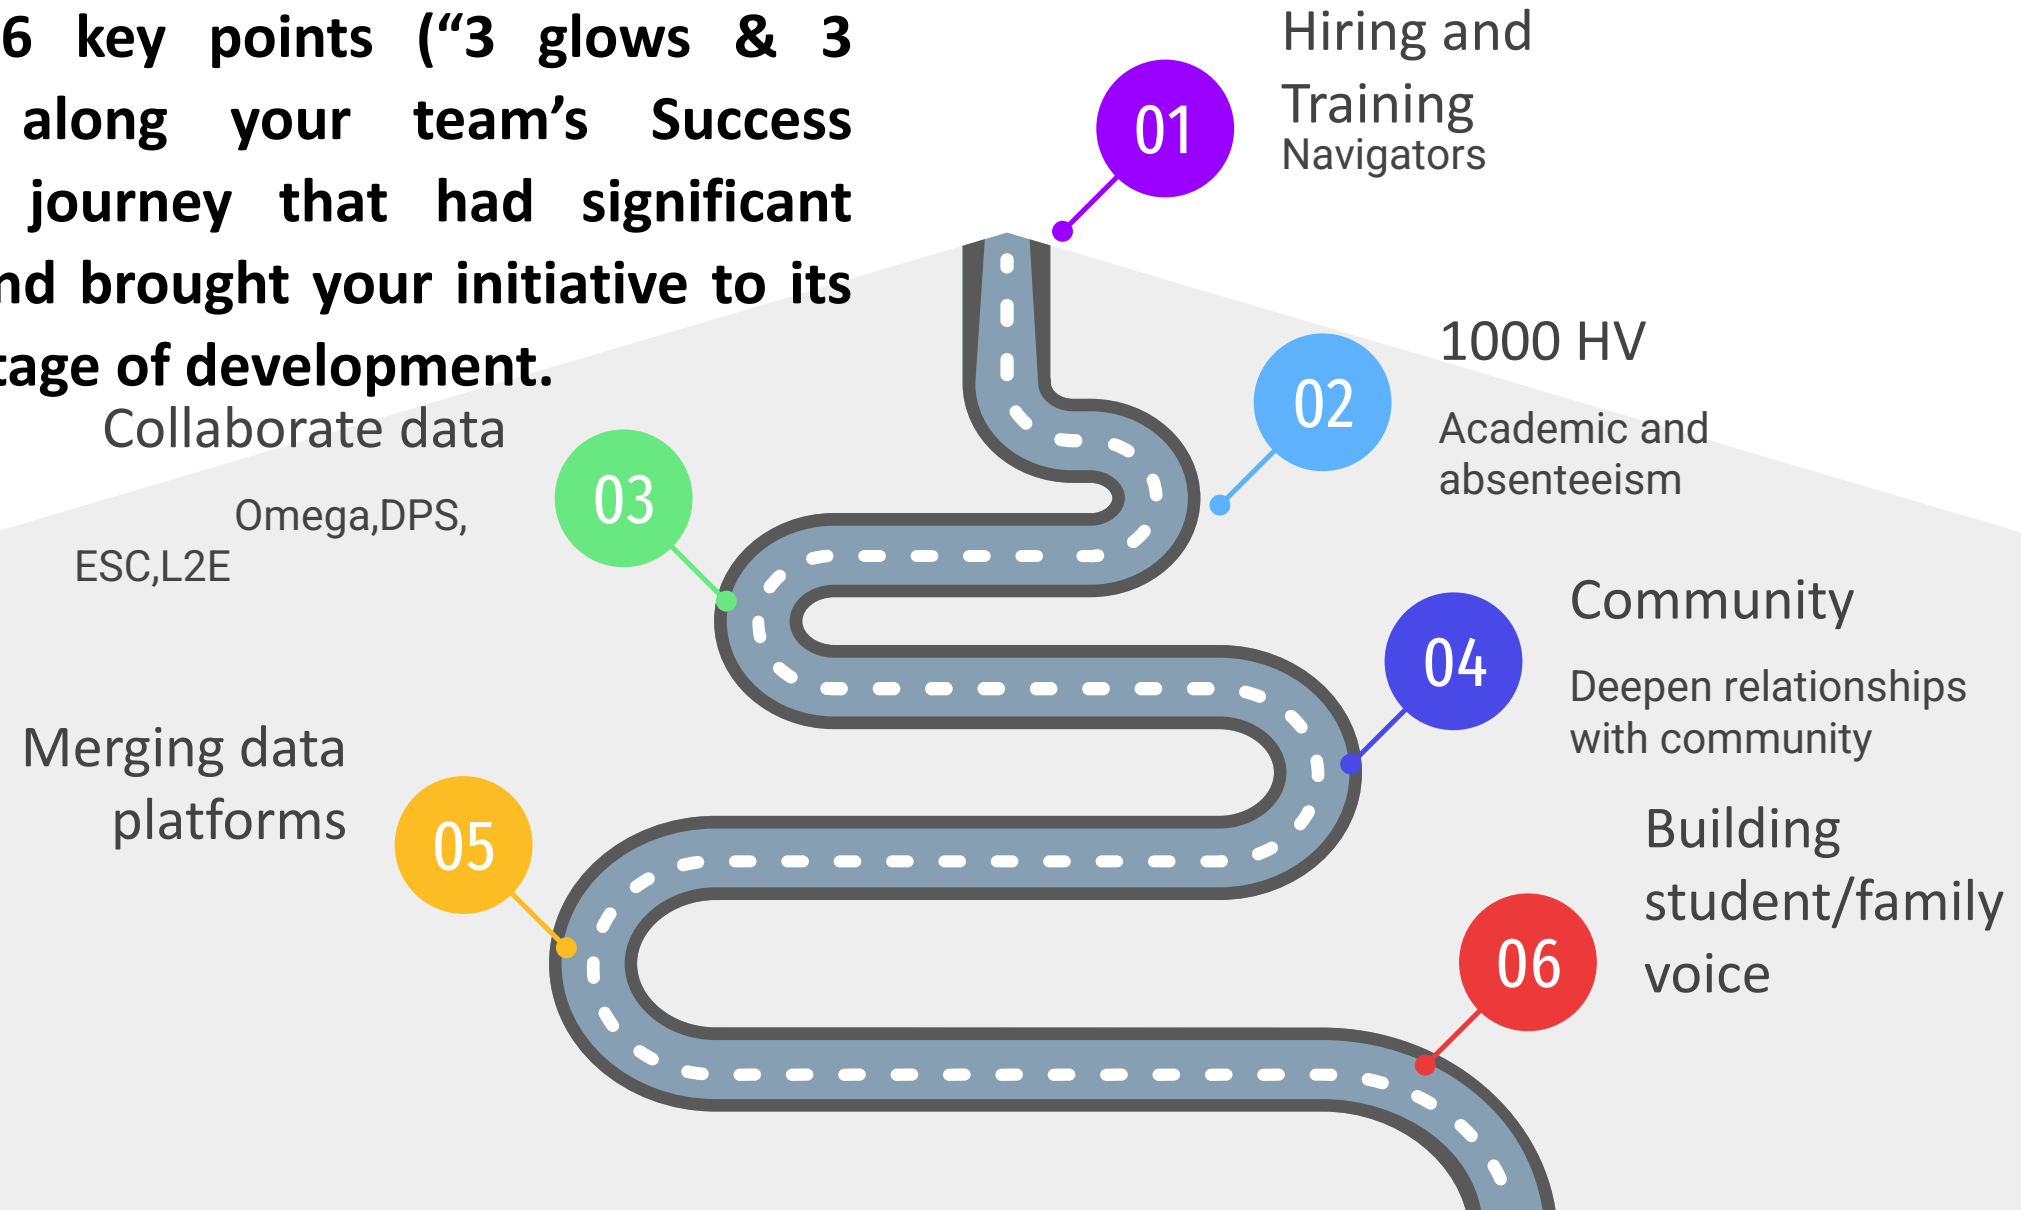 6 key points (“3 glows & 3
along your team’s Success
journey that had significant
brought your initiative to its
of development.
01
Hiring and
Training
Navigators
02
1000 HV
Academic and
absenteeism
03
Collaborate data
Omega,DPS,
ESC,L2E
04
Community
Deepen relationships
with community
05
Merging data
platforms
06
Building
student/family
voice